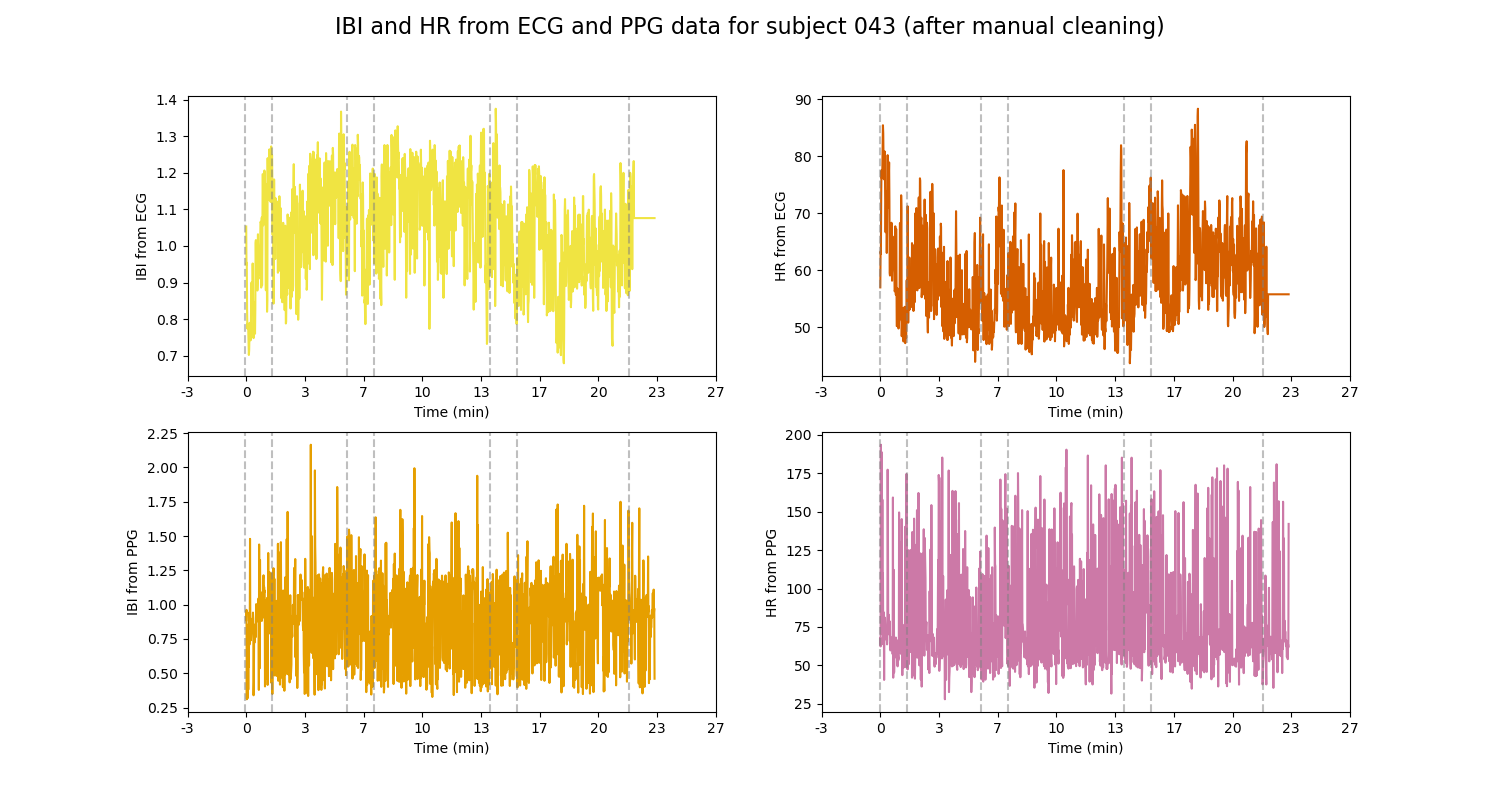 IBI and HR from ECG and PPG data for subject 043 (after manual cleaning)
1.4
1.3
1.2
1.1
1.0
0.9
0.8
0.7
IBI from ECG
-3 0 3 7 10 13 17 20 23 27
Time (min)
90
80
70
60
50
HR from ECG
-3 0 3 7 10 13 17 20 23 27
Time (min)
2.25
2.00
1.75
1.50
1.25
1.00
0.75
0.50
0.25
IBI from PPG
-3 0 3 7 10 13 17 20 23 27
Time (min)
200
175
150
125
100
75
50
25
HR from PPG
-3 0 3 7 10 13 17 20 23 27
Time (min)